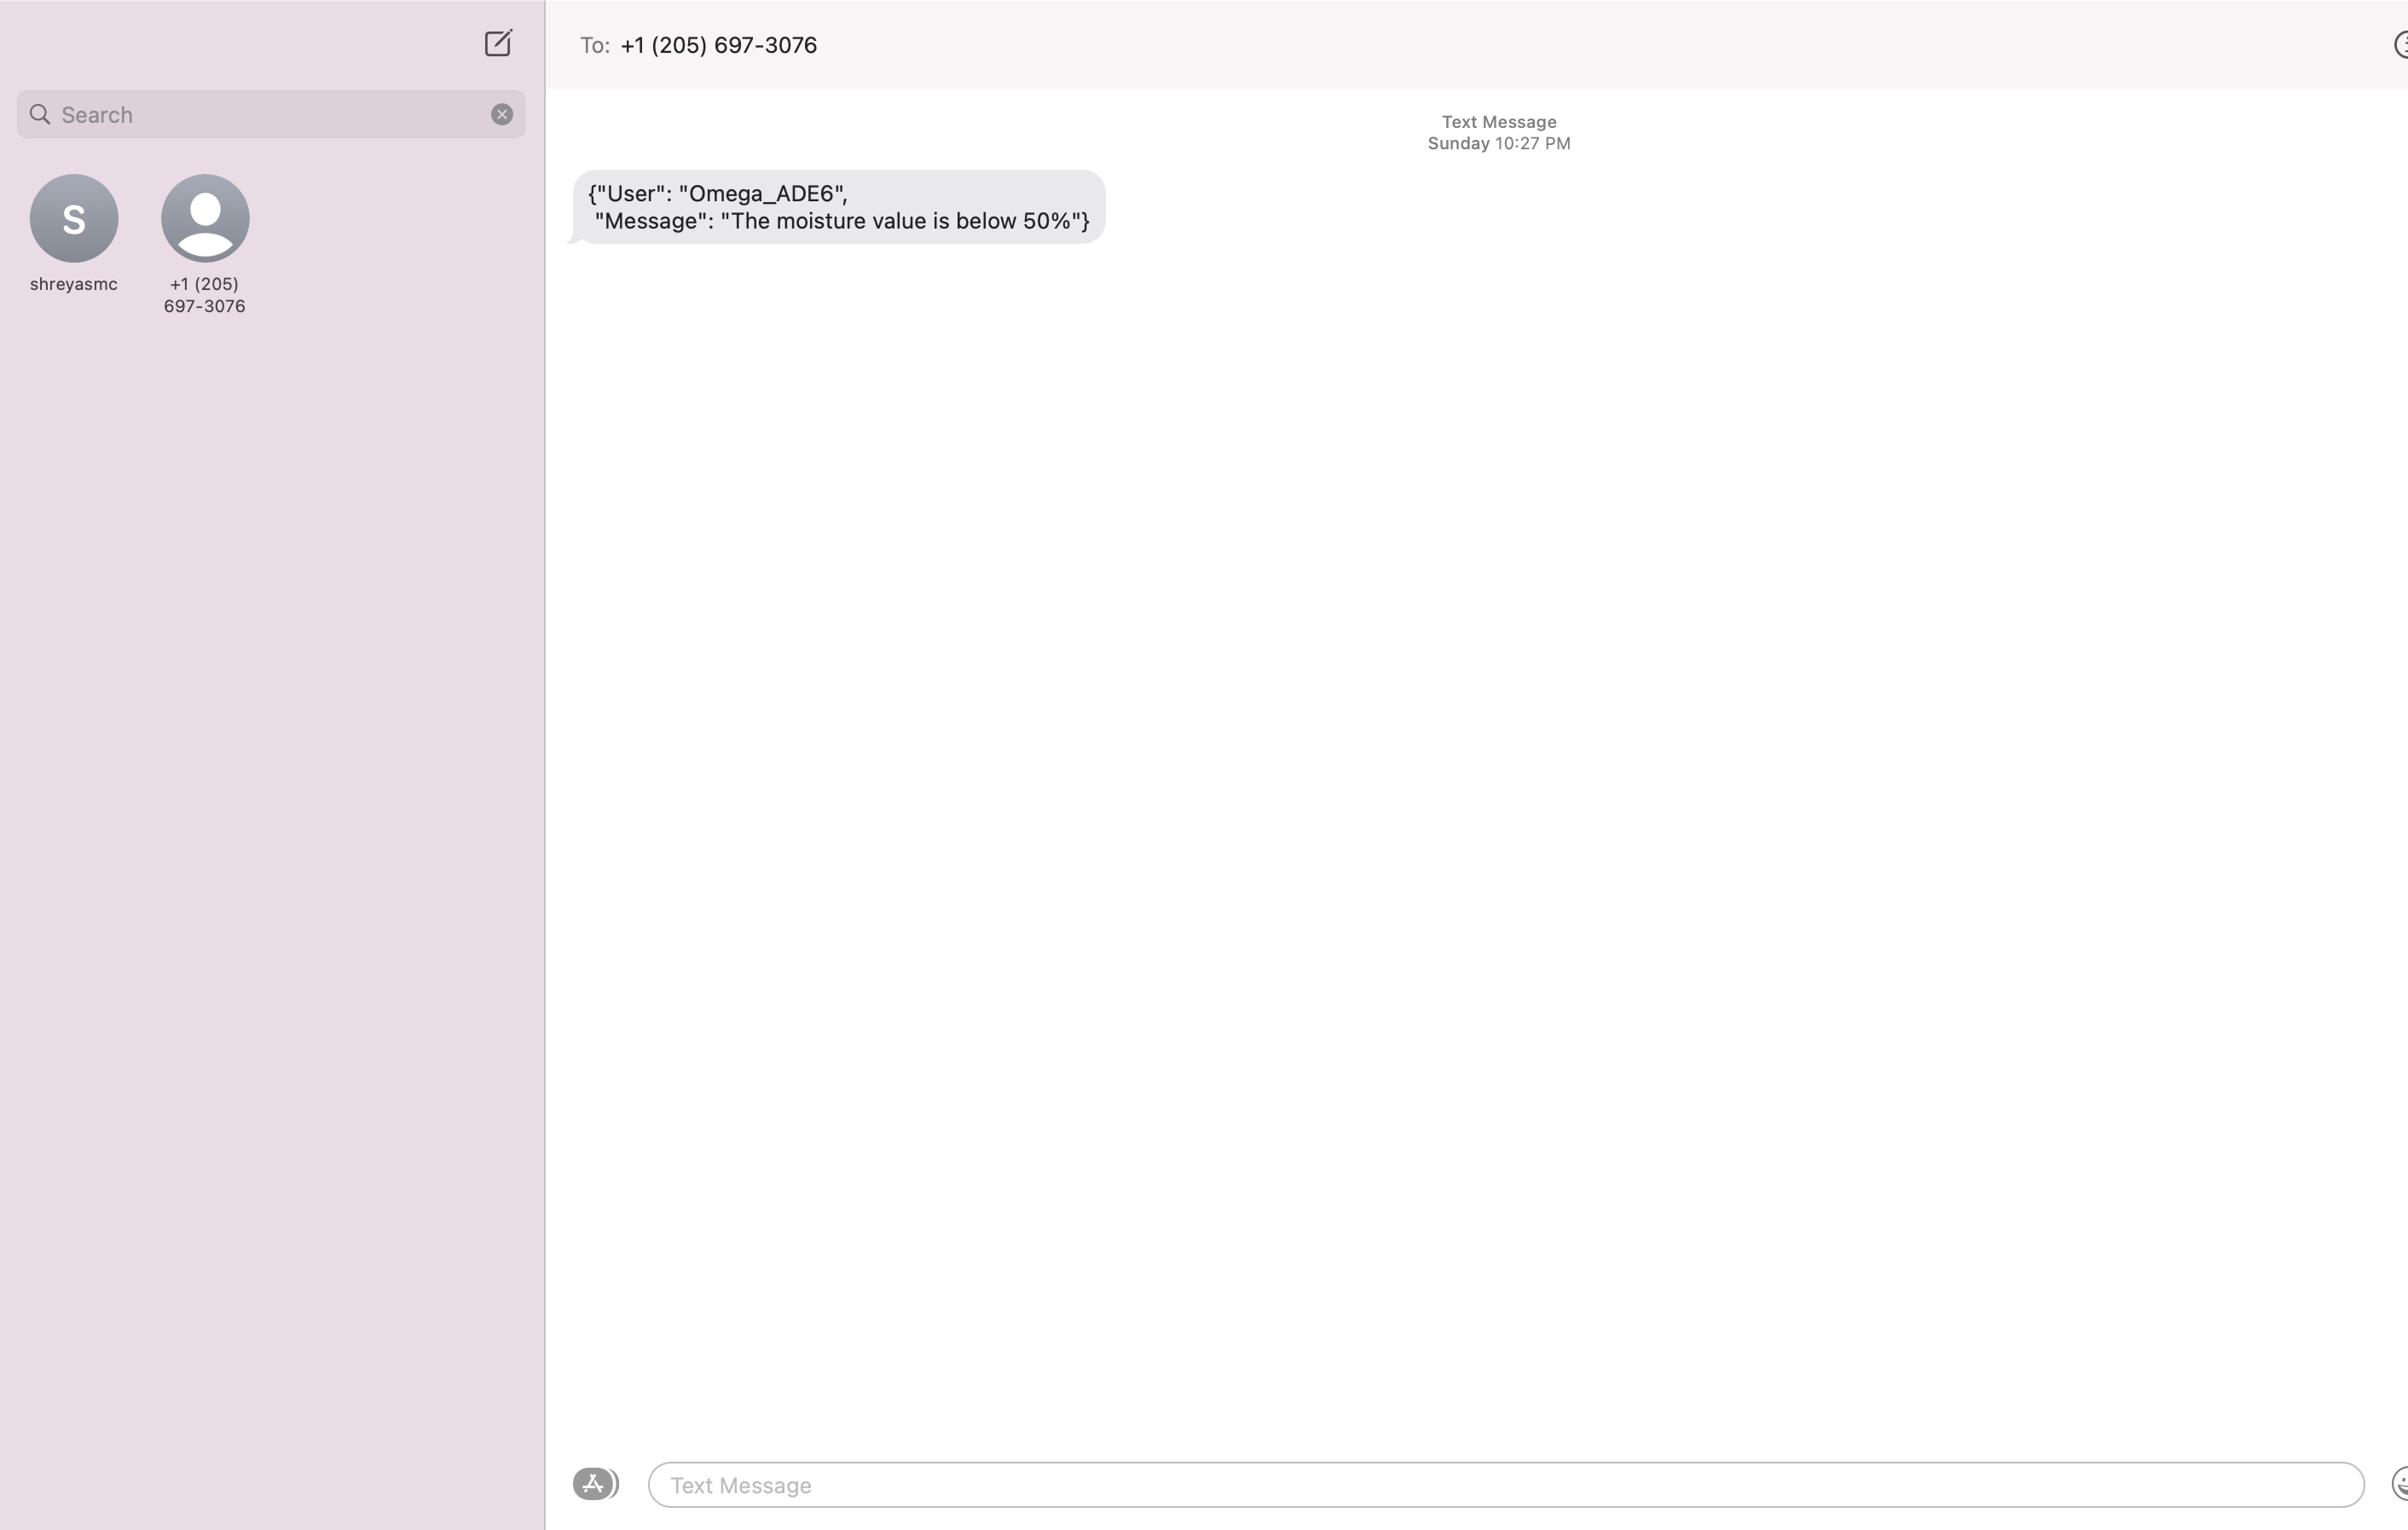 Search
S
shreyasmc
+1 (205)
697-3076
To: +1 (205) 697-3076
Text Message
Sunday 10:27 PM
{"User": "Omega_ADE6",
"Message": "The moisture value is below 50%"}
Text Message